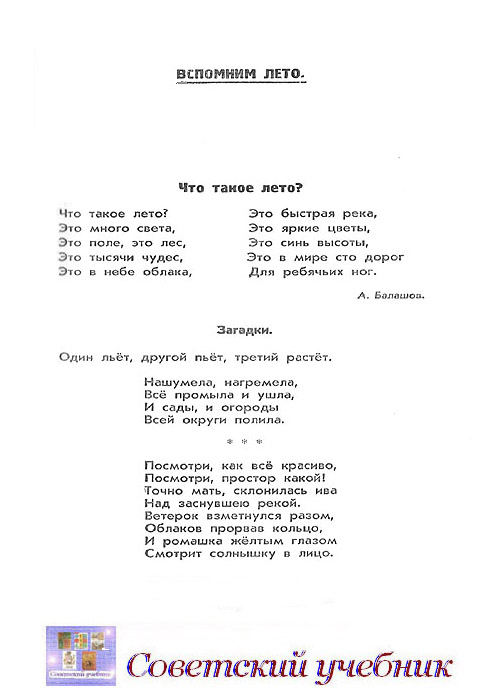 ВСПОМНИМ ЛЕТО.
Что такое лето?
Что такое лето?
Это много света,
Это поле, это лес,
Это тысячи чудес,
Это в небе облака,
Это быстрая река,
Это яркие цветы,
Это синь высоты,
Это в мире сто дорог
Для ребячьих ног.
А. Балашов.
Загадки.
Один льёт, другой пьёт, третий растёт.
Нашумела, нагремела,
Всё промыла и ушла,
И сады, и огороды
Всей округи полила.
* * *
Посмотри, как всё красиво,
Посмотри, простор какой!
Точно мать, склонилась ива
Над заснувшею рекой.
Ветерок взметнулся разом,
Облаков прорвав кольцо,
И ромашка жёлтым глазом
Смотрит солнышку в лицо.
Советский учебник
Советский учебник